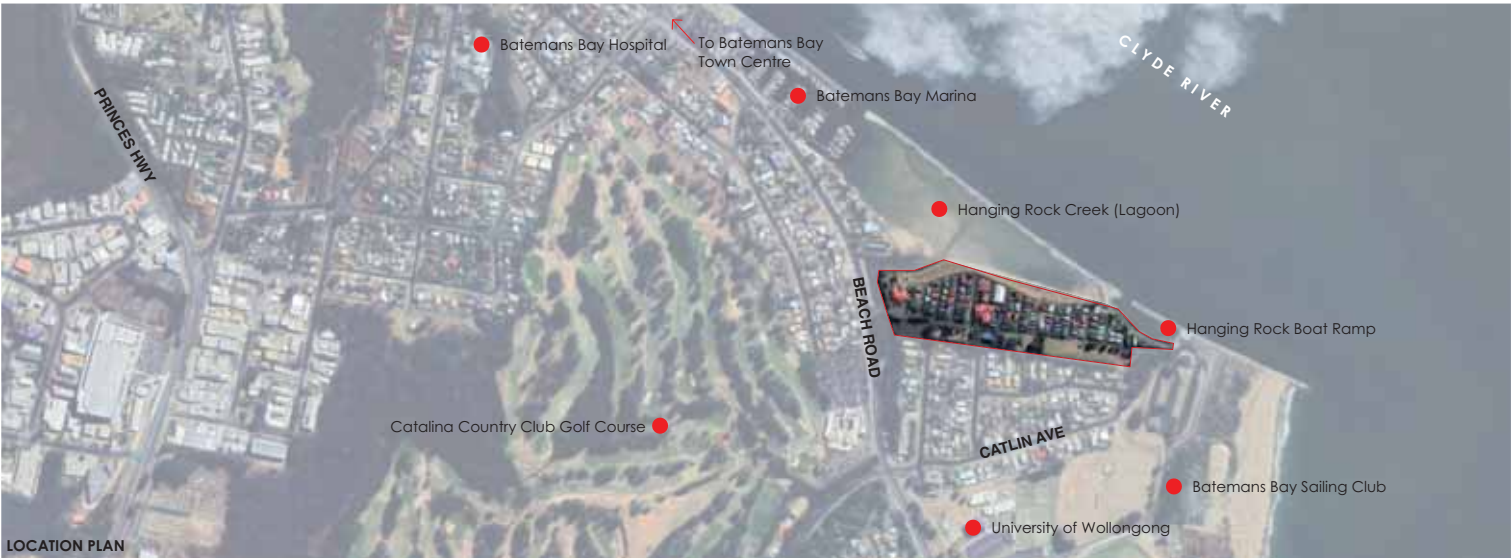 CLYDE RIVER
To Batemans Bay
Town Centre
Batemans Bay Hospital
Batemans Bay Marina
PRINCES HWY
Hanging Rock Creek (Lagoon)
BEACH ROAD
Hanging Rock Boat Ramp
Catalina Country Club Golf Course
CATLIN AVE
Batemans Bay Sailing Club
University of Wollongong
LOCATION PLAN